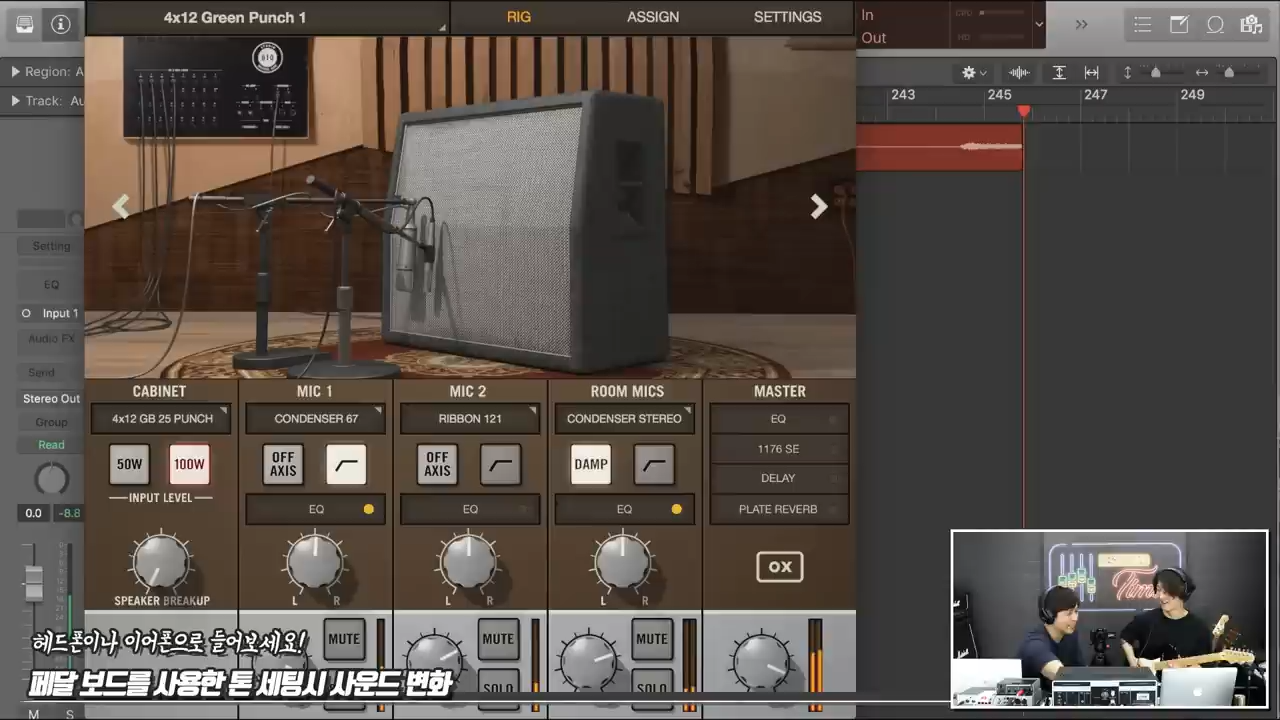 4x12 Green Punch 1
RIG
ASSIGN
SETTINGS
In
Out
CPU
HD
Region: A
Track: Au
243
245
247
249
610
Setting
EQ
Input 1
Audio FX
Send
Stereo Out
Group
Read
0.0
-8.8
M
S
CABINET
MIC 1
MIC 2
ROOM MICS
MASTER
4x12 GB 25 PUNCH
CONDENSER 67
RIBBON 121
CONDENSER STEREO
EQ
1176 SE
DELAY
PLATE REVERB
50W
100W
OFF AXIS
OFF AXIS
DAMP
INPUT LEVEL
EQ
EQ
EQ
OX
SPEAKER BREAKUP
L
R
L
R
L
R
MUTE
MUTE
MUTE
SOLO
SOLO
헤드폰이나 이어폰으로 들어보세요!
페달 보드를 사용한 톤 세팅시 사운드 변화
Time